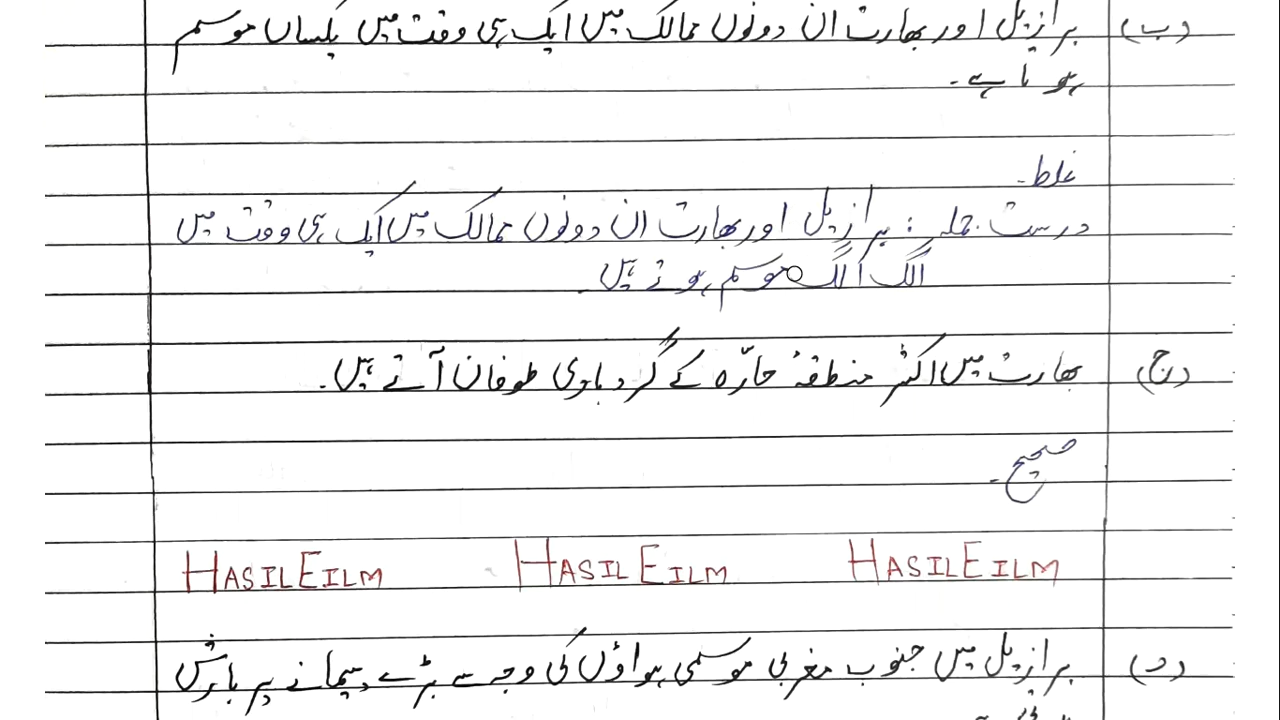 (ب) برازیل اور بھارت ان دونوں ممالک میں ایک ہی وقت میں یکساں موسم
ہوتا ہے۔
غلط۔
درست جملہ : برازیل اور بھارت ان دونوں ممالک میں ایک ہی وقت میں
الگ الگ موسم ہوتے ہیں۔
(ج) بھارت میں اکثر منطقۂ حارّہ کے گردبادی طوفان آتے ہیں۔
صحیح۔
HASILEILM HASILEILM HASILEILM
(د) برازیل میں جنوب مغربی موسمی ہواؤں کی وجہ سے بڑے پیمانے پر بارش